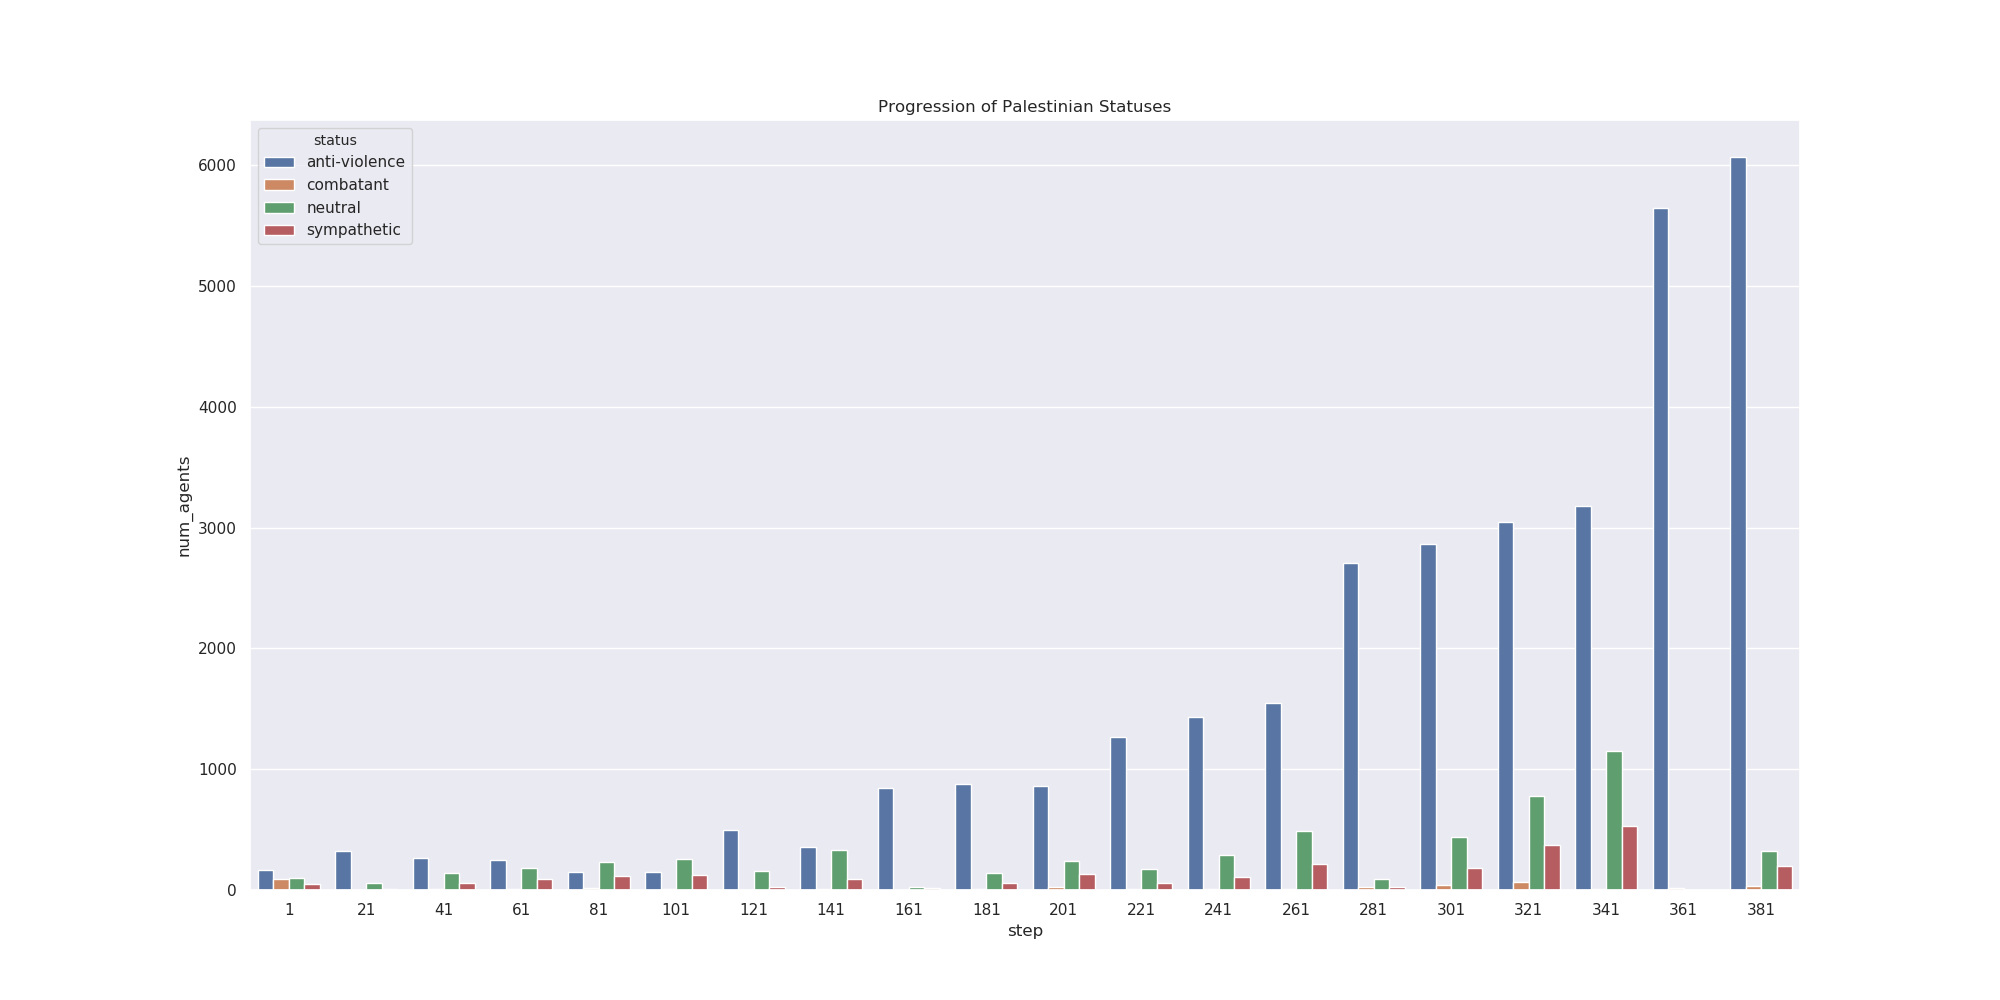 Progression of Palestinian Statuses
status
anti-violence
combatant
neutral
sympathetic
6000
5000
4000
3000
2000
1000
0
num_agents
1 21 41 61 81 101 121 141 161 181 201 221 241 261 281 301 321 341 361 381
step